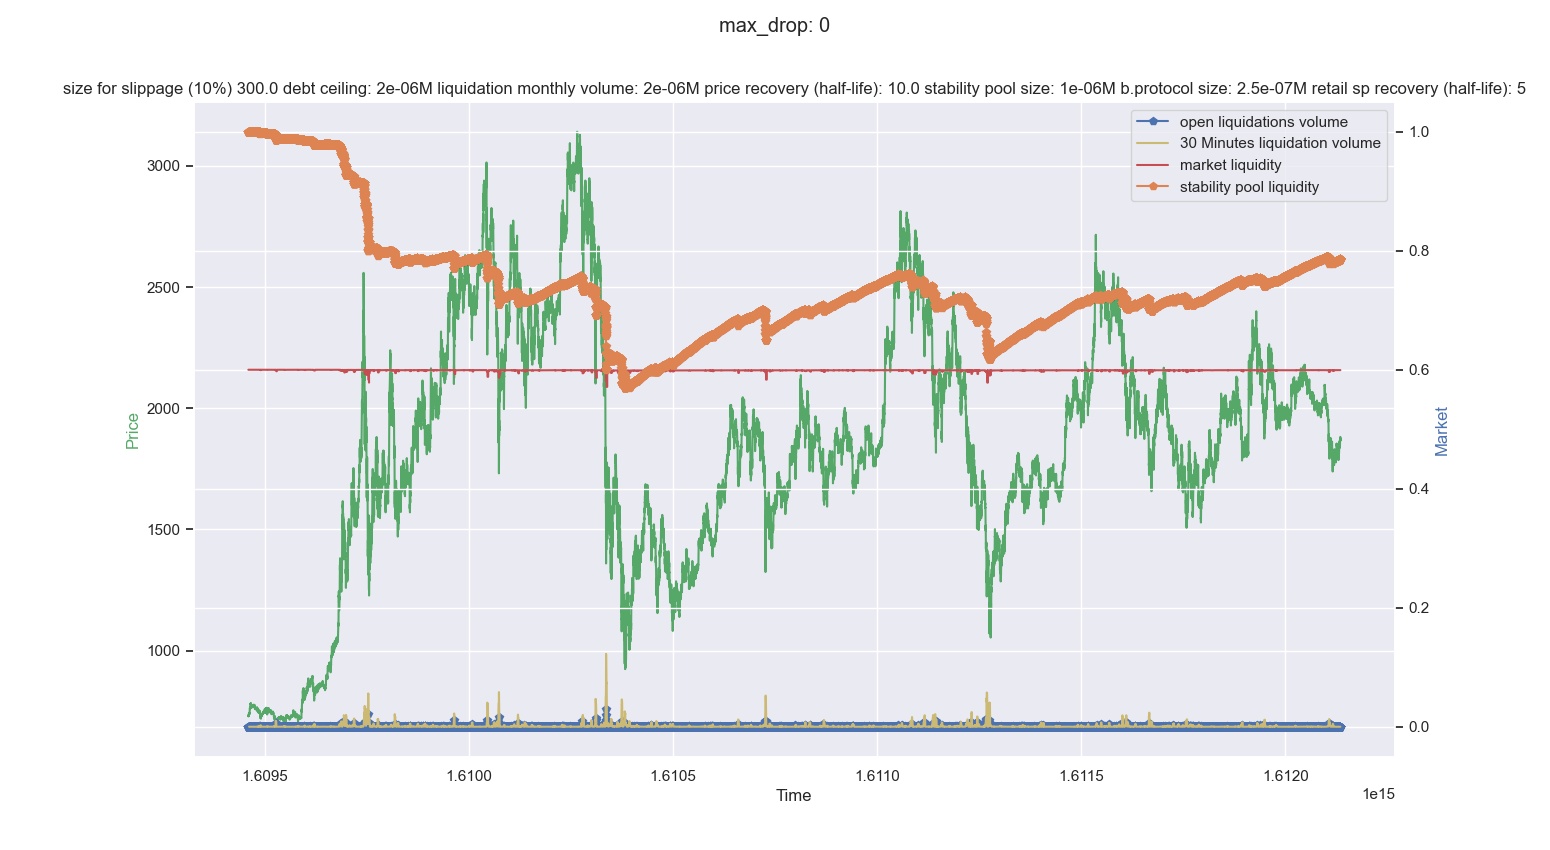 max_drop: 0
size for slippage (10%) 300.0 debt ceiling: 2e-06M liquidation monthly volume: 2e-06M price recovery (half-life): 10.0 stability pool size: 1e-06M b.protocol size: 2.5e-07M retail sp recovery (half-life): 5
open liquidations volume
30 Minutes liquidation volume
market liquidity
stability pool liquidity
3000
2500
2000
1500
1000
Price
1.0
0.8
0.6
0.4
0.2
0.0
Market
1.6095 1.6100 1.6105 1.6110 1.6115 1.6120
Time
1e15